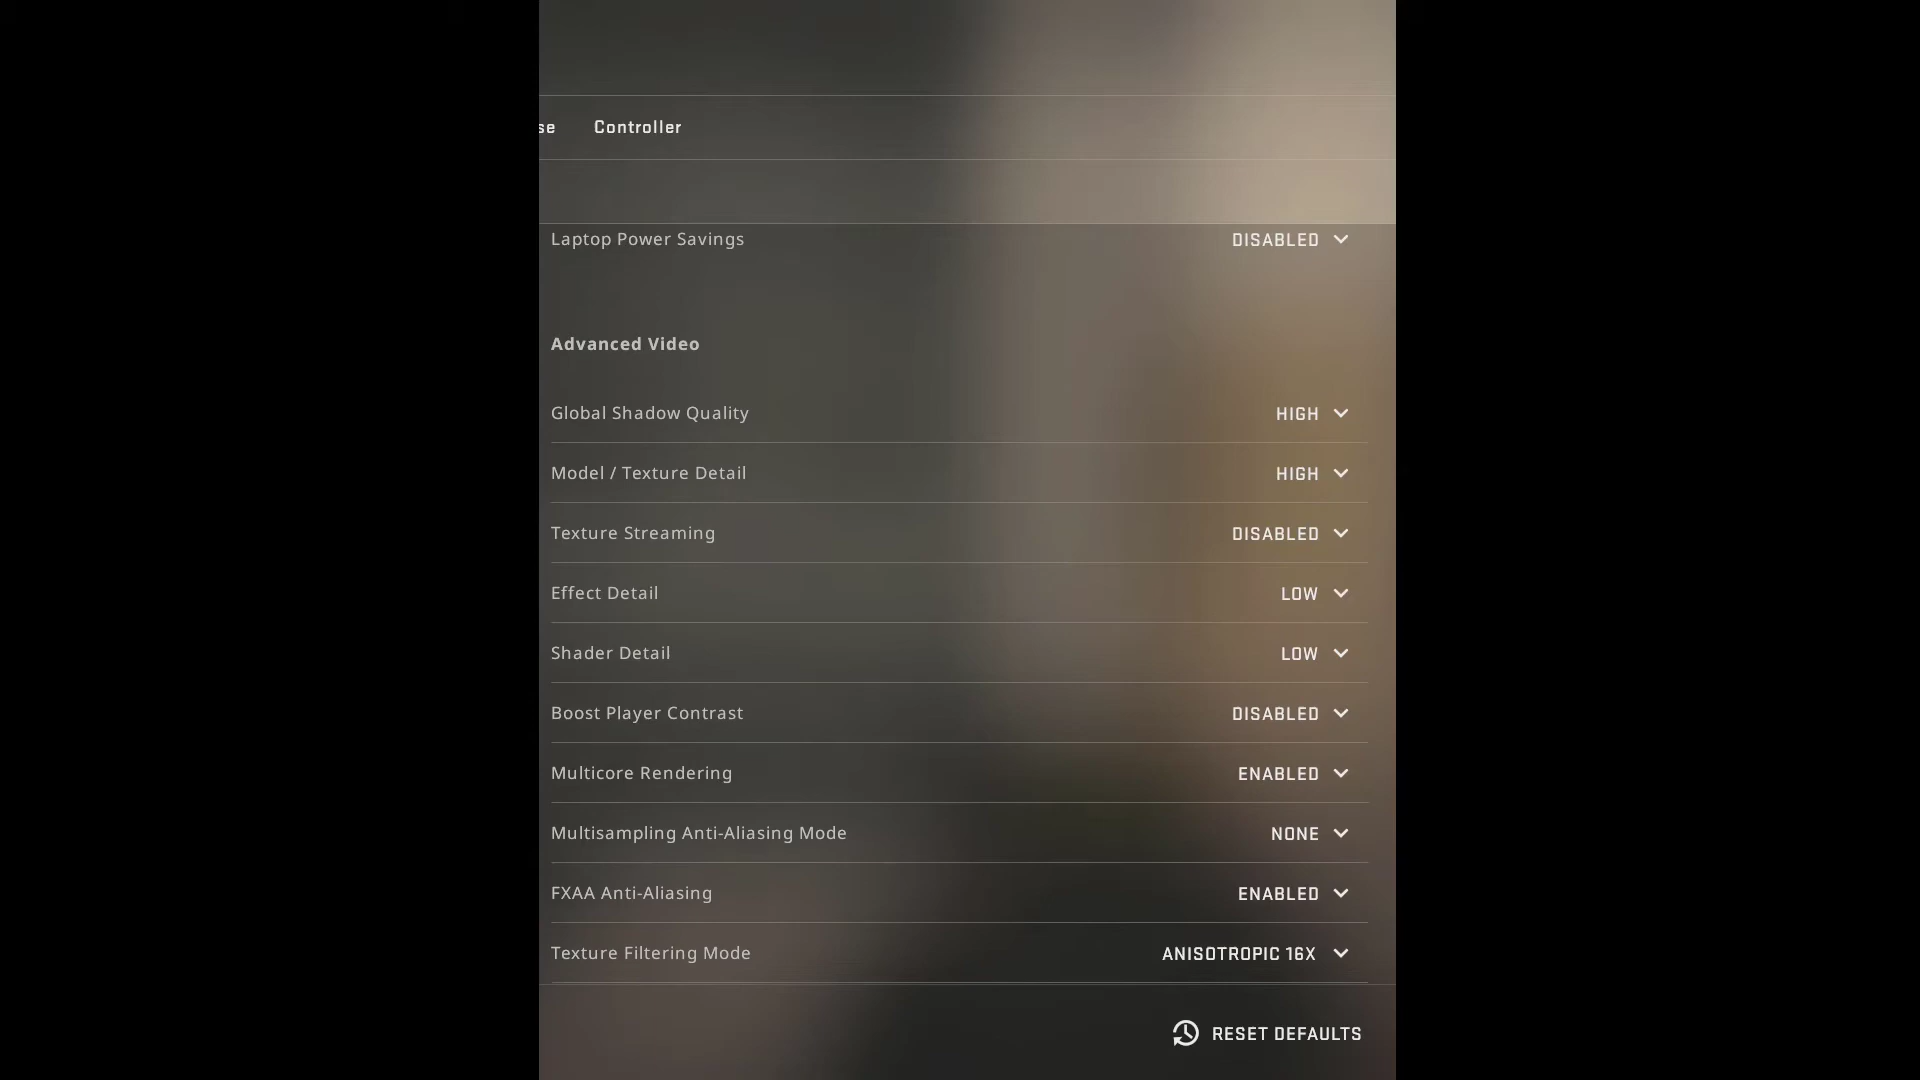 se Controller
Laptop Power Savings DISABLED
Advanced Video
Global Shadow Quality HIGH
Model / Texture Detail HIGH
Texture Streaming DISABLED
Effect Detail LOW
Shader Detail LOW
Boost Player Contrast DISABLED
Multicore Rendering ENABLED
Multisampling Anti-Aliasing Mode NONE
FXAA Anti-Aliasing ENABLED
Texture Filtering Mode ANISOTROPIC 16X
RESET DEFAULTS